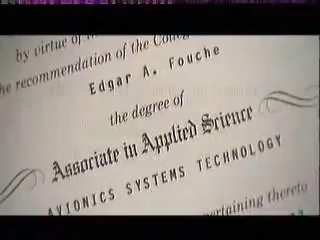 by virtue of
the recommendation of the College
Edgar A. Fouche
the degree of
Associate in Applied Science
AVIONICS SYSTEMS TECHNOLOGY
pertaining thereto